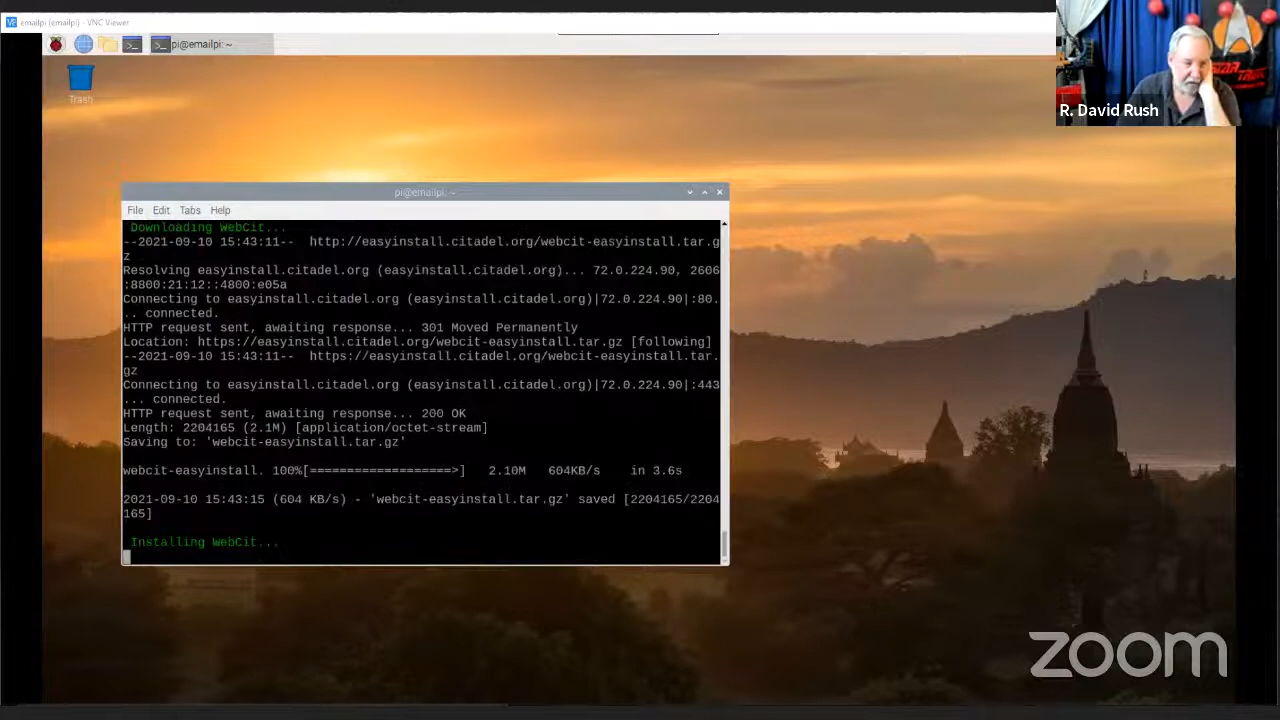 emailpi (emailpi) - VNC Viewer
pi@emailpi: ~
Trash
R. David Rush
STAR TREK
pi@emailpi: ~
File Edit Tabs Help
Downloading WebCit...
--2021-09-10 15:43:11--  http://easyinstall.citadel.org/webcit-easyinstall.tar.g
z
Resolving easyinstall.citadel.org (easyinstall.citadel.org)... 72.0.224.90, 2606
:8800:21:12::4800:e05a
Connecting to easyinstall.citadel.org (easyinstall.citadel.org)|72.0.224.90|:80.
.. connected.
HTTP request sent, awaiting response... 301 Moved Permanently
Location: https://easyinstall.citadel.org/webcit-easyinstall.tar.gz [following]
--2021-09-10 15:43:11--  https://easyinstall.citadel.org/webcit-easyinstall.tar.
gz
Connecting to easyinstall.citadel.org (easyinstall.citadel.org)|72.0.224.90|:443
... connected.
HTTP request sent, awaiting response... 200 OK
Length: 2204165 (2.1M) [application/octet-stream]
Saving to: 'webcit-easyinstall.tar.gz'
webcit-easyinstall. 100%[===================>]   2.10M   604KB/s    in 3.6s
2021-09-10 15:43:15 (604 KB/s) - 'webcit-easyinstall.tar.gz' saved [2204165/2204
165]
Installing WebCit...
zoom